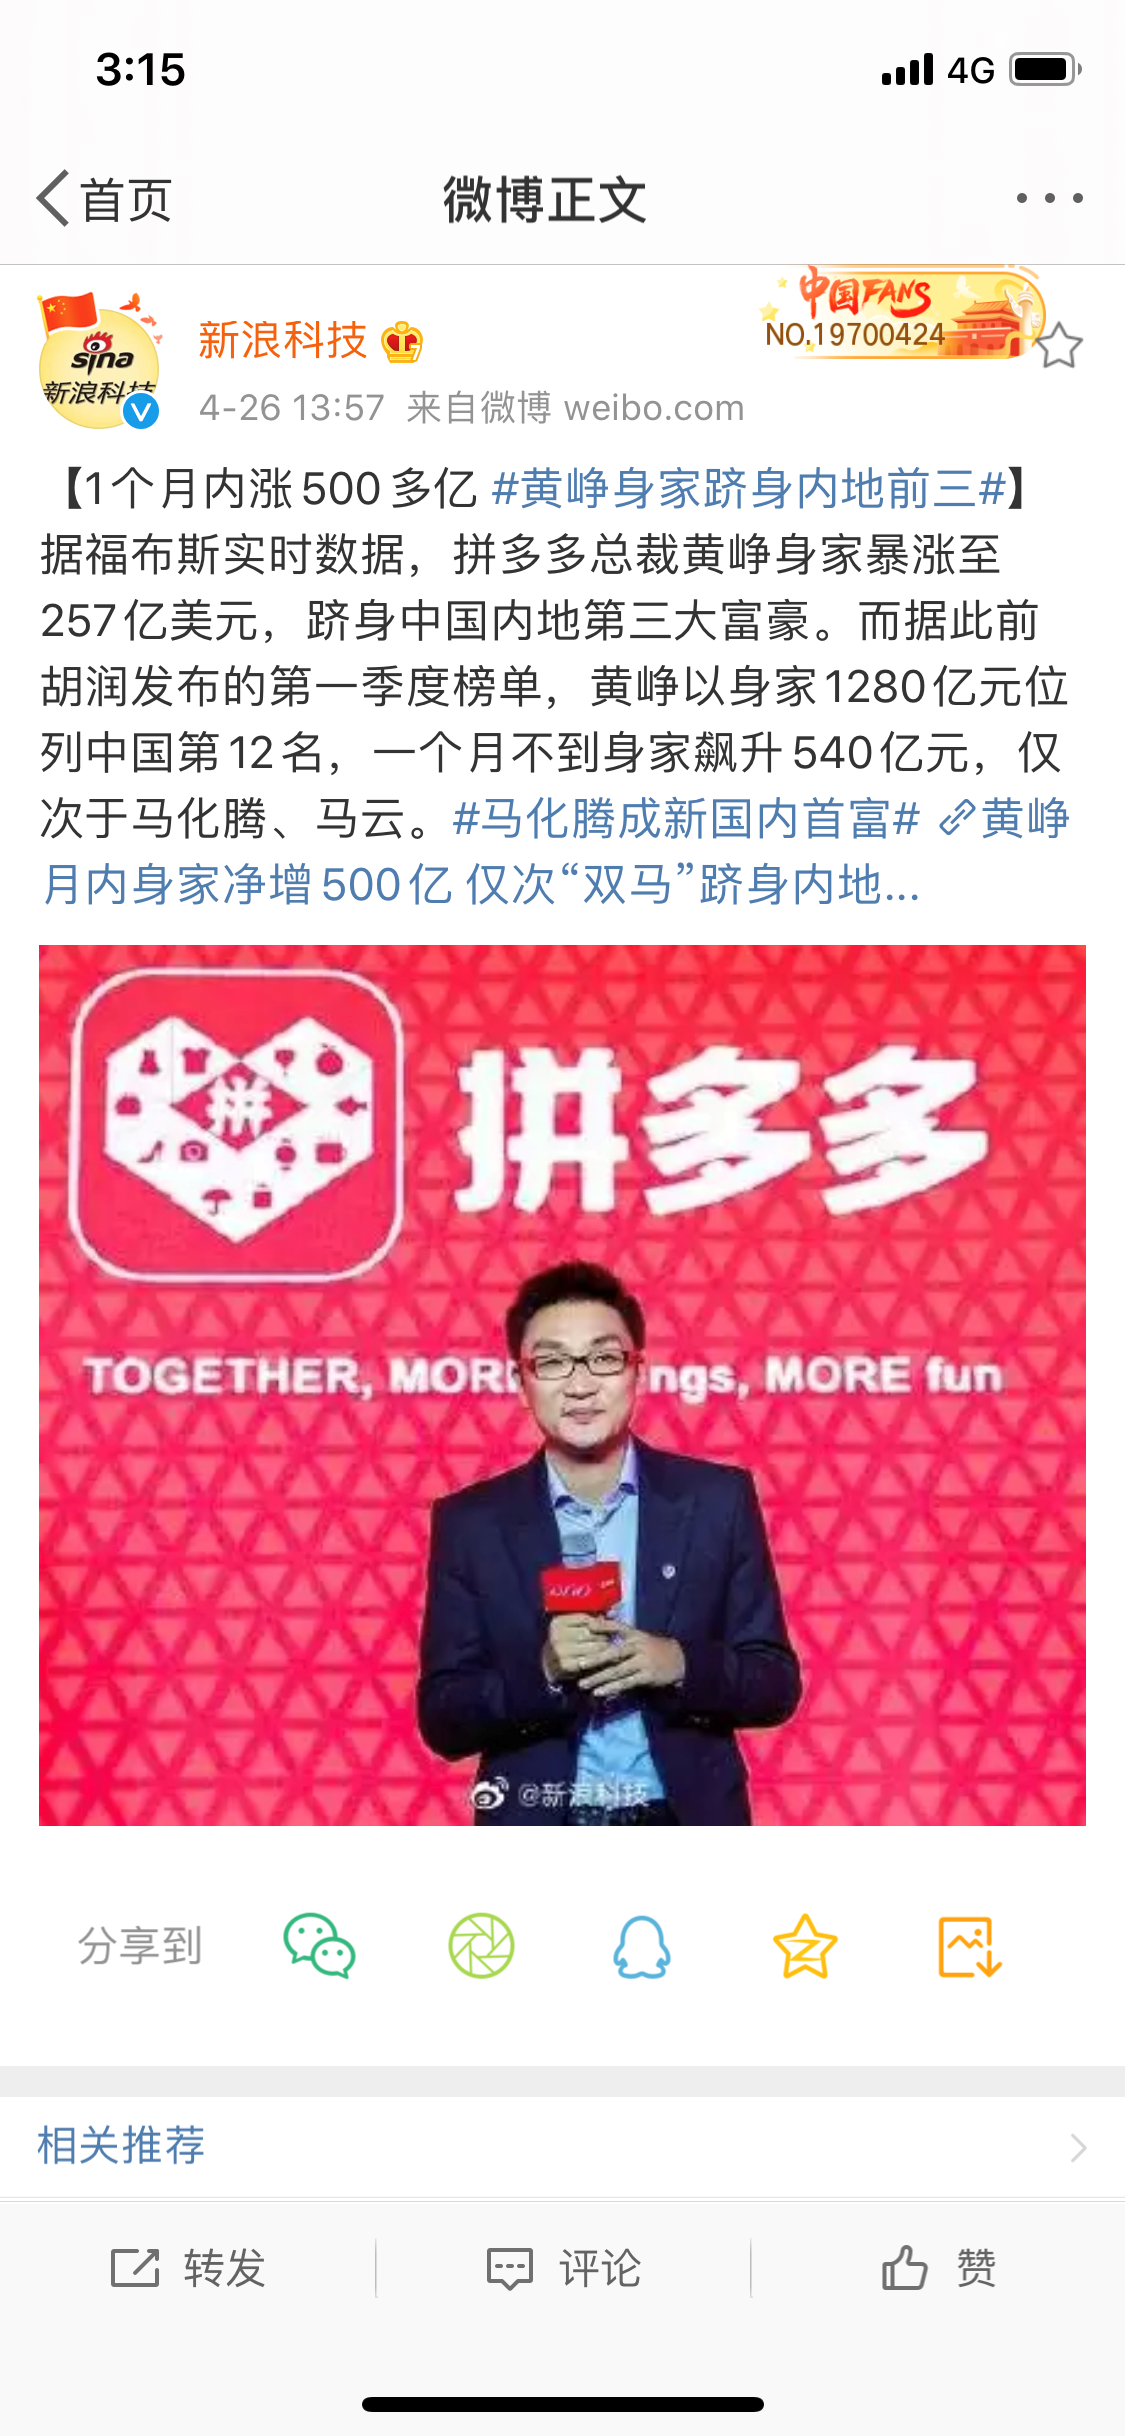 3:15
4G
首页
微博正文
中国FANS
NO.19700424
sina
新浪科技
新浪科技
7
4-26 13:57 来自微博 weibo.com
【1个月内涨500多亿 #黄峥身家跻身内地前三#】
据福布斯实时数据，拼多多总裁黄峥身家暴涨至
257亿美元，跻身中国内地第三大富豪。而据此前
胡润发布的第一季度榜单，黄峥以身家1280亿元位
列中国第12名，一个月不到身家飙升540亿元，仅
次于马化腾、马云。#马化腾成新国内首富# 黄峥
月内身家净增500亿 仅次“双马”跻身内地...
拼
拼多多
TOGETHER, MORE ngs, MORE fun
@新浪科技
分享到
相关推荐
转发
评论
赞